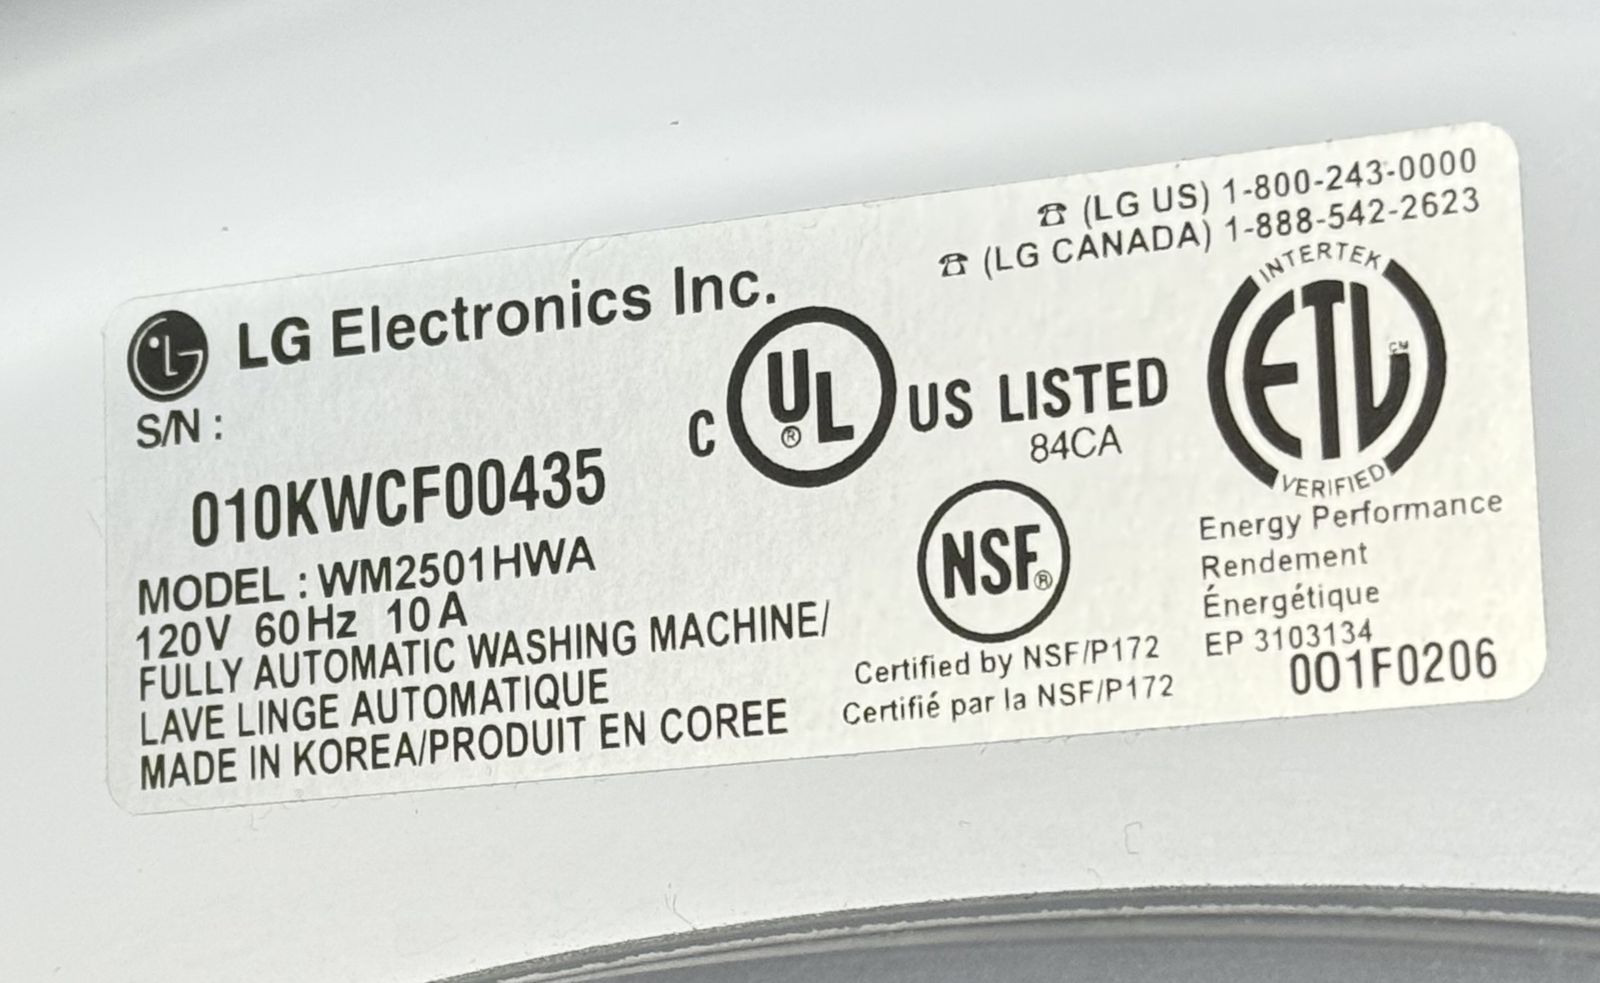 ☎ (LG US) 1-800-243-0000
☎ (LG CANADA) 1-888-542-2623
LG Electronics Inc.
S/N :
010KWCF00435
MODEL : WM2501HWA
120V 60Hz 10A
FULLY AUTOMATIC WASHING MACHINE/
LAVE LINGE AUTOMATIQUE
MADE IN KOREA/PRODUIT EN COREE
C UL® US LISTED
84CA
NSF®
Certified by NSF/P172
Certifié par la NSF/P172
INTERTEK
ETL CM
VERIFIED
Energy Performance
Rendement
Énergétique
EP 3103134
001F0206